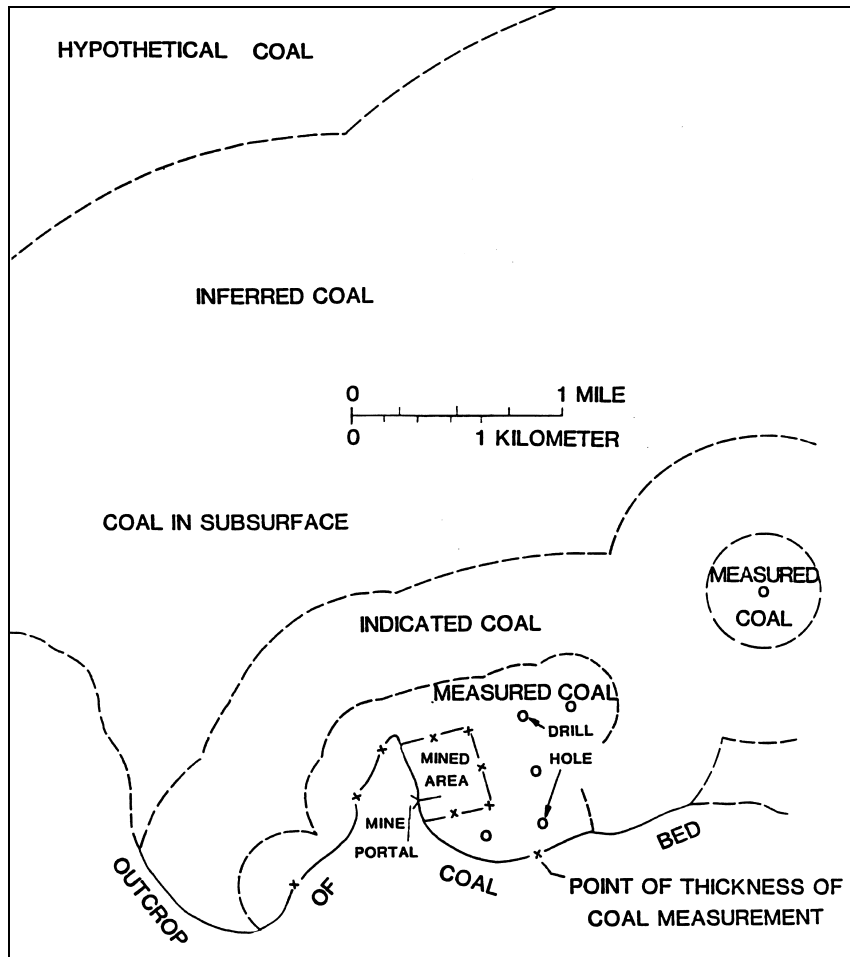 HYPOTHETICAL COAL
INFERRED COAL
0 1 MILE
0 1 KILOMETER
COAL IN SUBSURFACE
MEASURED
COAL
INDICATED COAL
MEASURED COAL
DRILL
HOLE
MINED
AREA
MINE
PORTAL
OUTCROP OF COAL BED
POINT OF THICKNESS OF
COAL MEASUREMENT